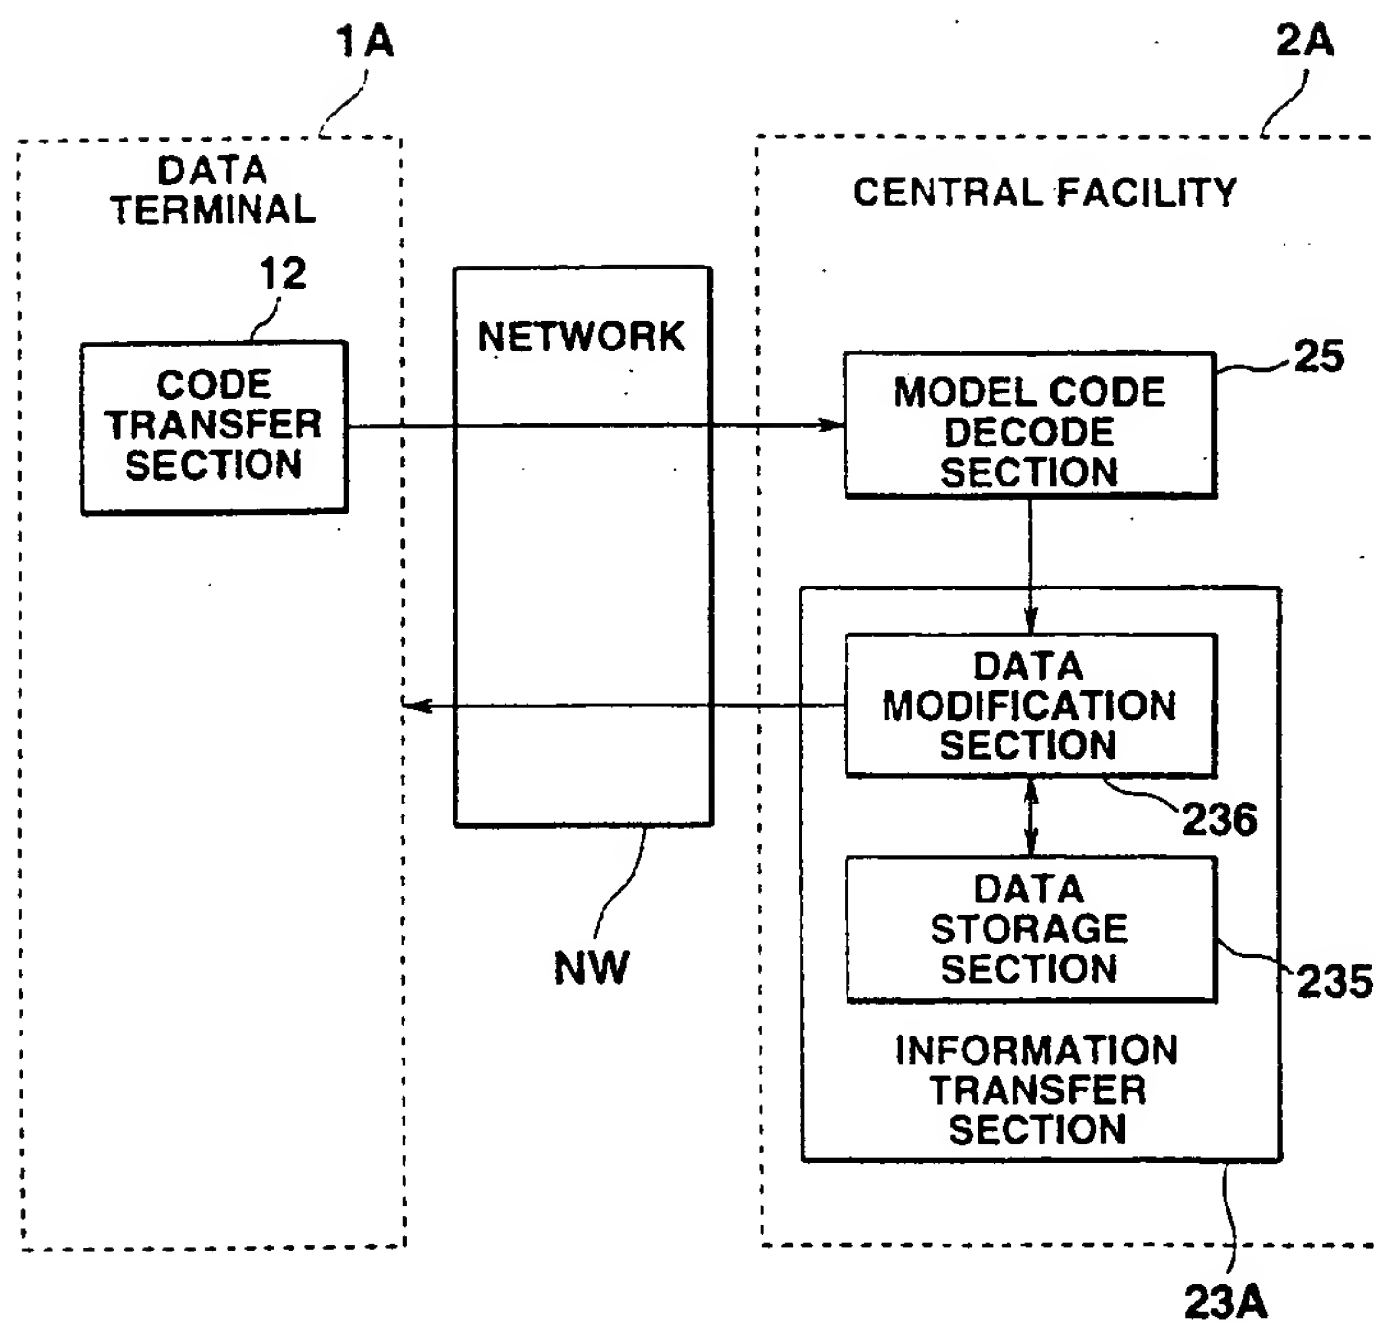 1A
2A
DATA
TERMINAL
CENTRAL FACILITY
12
NETWORK
CODE
TRANSFER
SECTION
25
MODEL CODE
DECODE
SECTION
DATA
MODIFICATION
SECTION
236
DATA
STORAGE
SECTION
NW
235
INFORMATION
TRANSFER
SECTION
23A